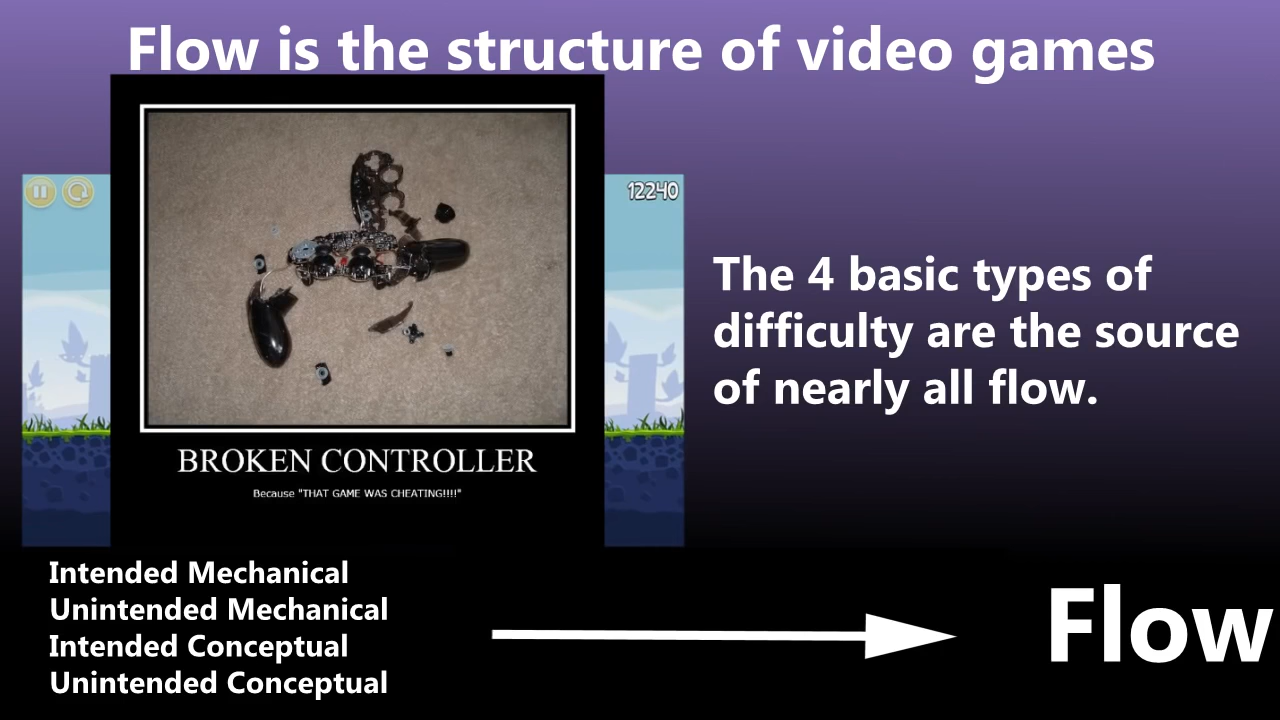 Flow is the structure of video games
12240
BROKEN CONTROLLER
Because "THAT GAME WAS CHEATING!!!!"
The 4 basic types of
difficulty are the source
of nearly all flow.
Intended Mechanical
Unintended Mechanical
Intended Conceptual
Unintended Conceptual
Flow